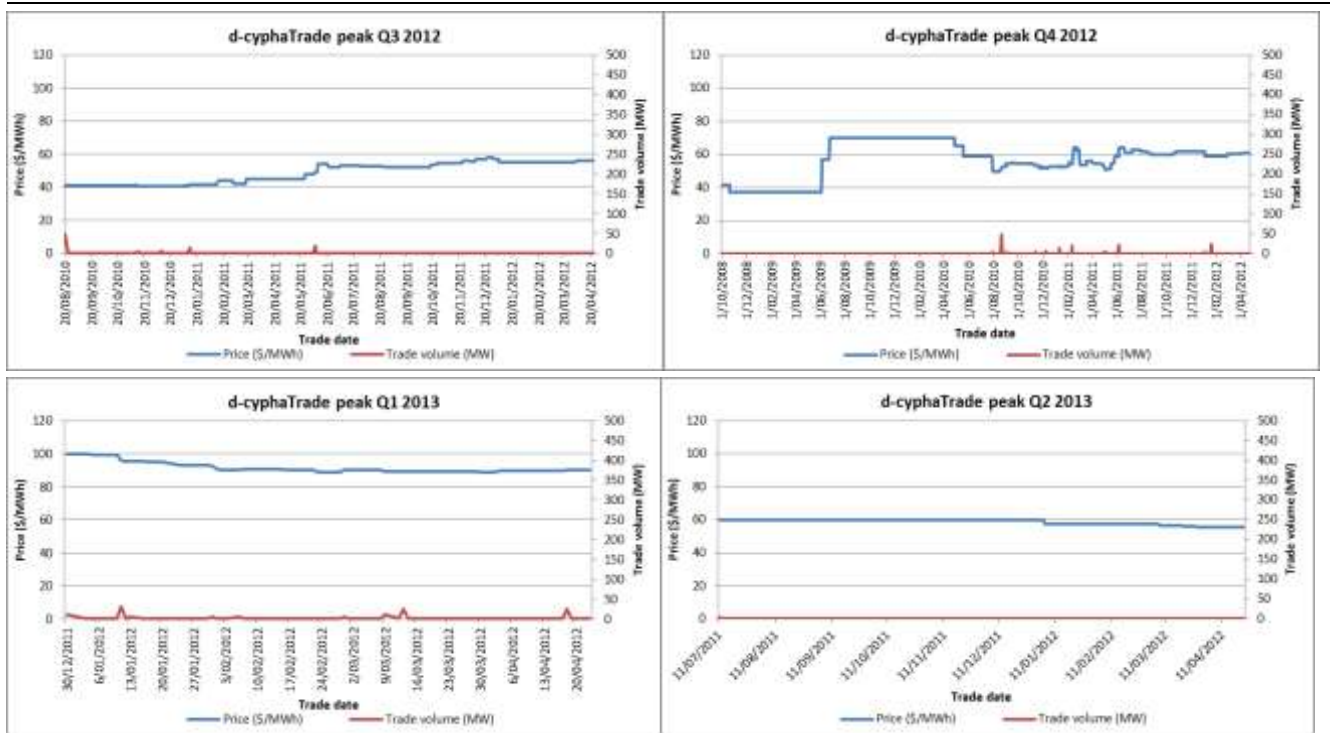 d-cyphaTrade peak Q3 2012
120 100 80 60 40 20 0
Price ($/MWh)
500 450 400 350 300 250 200 150 100 50 0
Trade volume (MW)
20/08/2010 20/09/2010 20/10/2010 20/11/2010 20/12/2010 20/01/2011 20/02/2011 20/03/2011 20/04/2011 20/05/2011 20/06/2011 20/07/2011 20/08/2011 20/09/2011 20/10/2011 20/11/2011 20/12/2011 20/01/2012 20/02/2012 20/03/2012 20/04/2012
Trade date
Price ($/MWh) Trade volume (MW)
d-cyphaTrade peak Q4 2012
120 100 80 60 40 20 0
Price ($/MWh)
500 450 400 350 300 250 200 150 100 50 0
Trade volume (MW)
1/10/2008 1/12/2008 1/02/2009 1/04/2009 1/06/2009 1/08/2009 1/10/2009 1/12/2009 1/02/2010 1/04/2010 1/06/2010 1/08/2010 1/10/2010 1/12/2010 1/02/2011 1/04/2011 1/06/2011 1/08/2011 1/10/2011 1/12/2011 1/02/2012 1/04/2012
Trade date
Price ($/MWh) Trade volume (MW)
d-cyphaTrade peak Q1 2013
120 100 80 60 40 20 0
Price ($/MWh)
500 450 400 350 300 250 200 150 100 50 0
Trade volume (MW)
30/12/2011 6/01/2012 13/01/2012 20/01/2012 27/01/2012 3/02/2012 10/02/2012 17/02/2012 24/02/2012 2/03/2012 9/03/2012 16/03/2012 23/03/2012 30/03/2012 6/04/2012 13/04/2012 20/04/2012
Trade date
Price ($/MWh) Trade volume (MW)
d-cyphaTrade peak Q2 2013
120 100 80 60 40 20 0
Price ($/MWh)
500 450 400 350 300 250 200 150 100 50 0
Trade volume (MW)
11/07/2011 11/08/2011 11/09/2011 11/10/2011 11/11/2011 11/12/2011 11/01/2012 11/02/2012 11/03/2012 11/04/2012
Trade date
Price ($/MWh) Trade volume (MW)